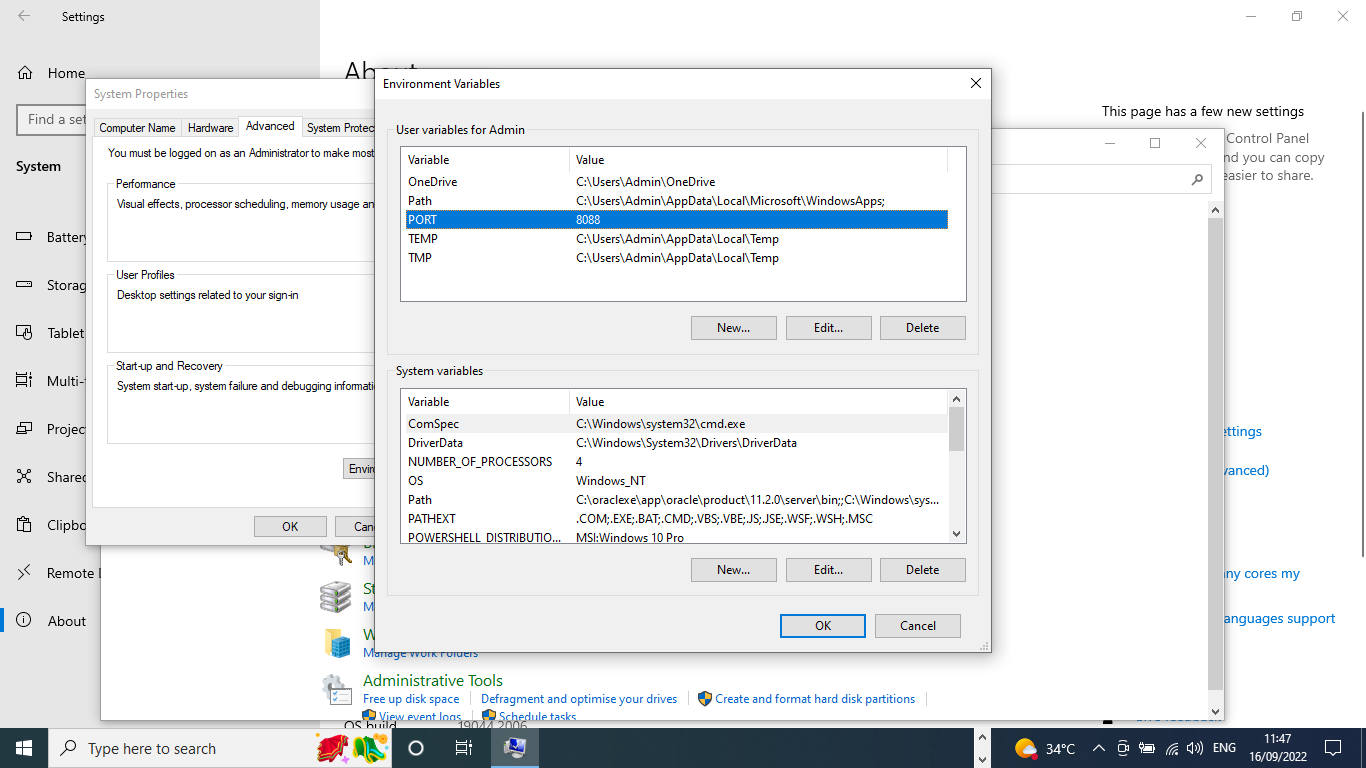 Settings
Home
Find a set
System
Battery
Storag
Tablet
Multi-
Projec
Shared
Clipbo
Remote
About
About
System Properties
Computer Name
Hardware
Advanced
System Protec
You must be logged on as an Administrator to make most
Performance
Visual effects, processor scheduling, memory usage an
User Profiles
Desktop settings related to your sign-in
Start-up and Recovery
System start-up, system failure and debugging informatio
Enviro
OK
Canc
Environment Variables
User variables for Admin
Variable Value
OneDrive C:\Users\Admin\OneDrive
Path C:\Users\Admin\AppData\Local\Microsoft\WindowsApps;
PORT 8088
TEMP C:\Users\Admin\AppData\Local\Temp
TMP C:\Users\Admin\AppData\Local\Temp
New... Edit... Delete
System variables
Variable Value
ComSpec C:\Windows\system32\cmd.exe
DriverData C:\Windows\System32\Drivers\DriverData
NUMBER_OF_PROCESSORS 4
OS Windows_NT
Path C:\oraclexe\app\oracle\product\11.2.0\server\bin;;C:\Windows\sys...
PATHEXT .COM;.EXE;.BAT;.CMD;.VBS;.VBE;.JS;.JSE;.WSF;.WSH;.MSC
POWERSHELL_DISTRIBUTIO... MSI:Windows 10 Pro
New... Edit... Delete
OK Cancel
This page has a few new settings
Control Panel
nd you can copy
easier to share.
ettings
vanced)
ny cores my
anguages support
St
W
Manage Work Folders
Administrative Tools
Free up disk space
Defragment and optimise your drives
Create and format hard disk partitions
View event logs
Schedule tasks
OS build 19044.2006
Type here to search
34°C
ENG
11:47
16/09/2022